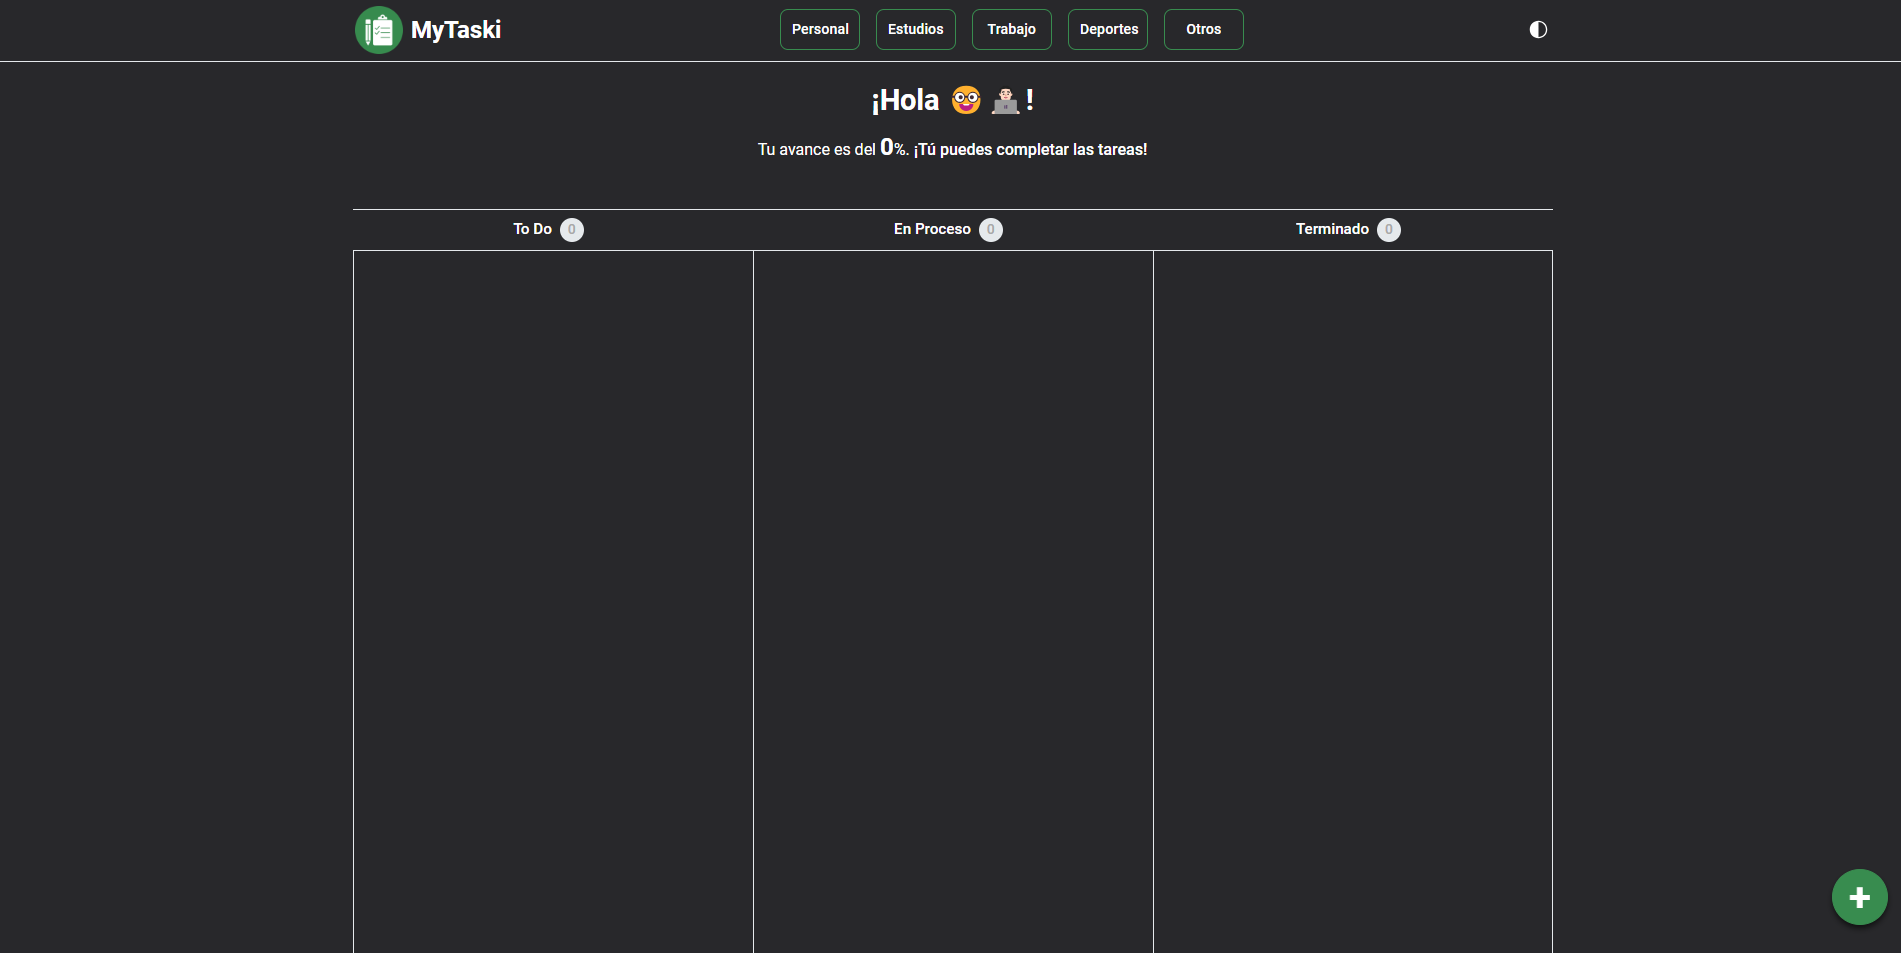 MyTaski
Personal Estudios Trabajo Deportes Otros
¡Hola 🤓 👨🏻‍💻 !
Tu avance es del 0%. ¡Tú puedes completar las tareas!
To Do 0 En Proceso 0 Terminado 0